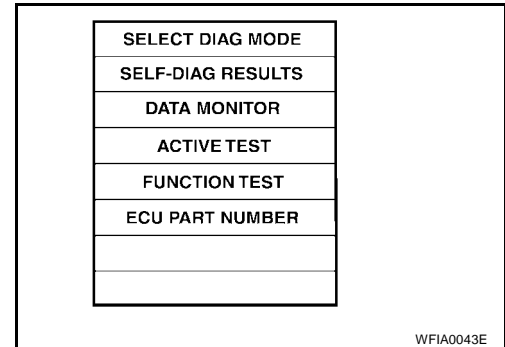 SELECT DIAG MODE
SELF-DIAG RESULTS
DATA MONITOR
ACTIVE TEST
FUNCTION TEST
ECU PART NUMBER
WFIA0043E